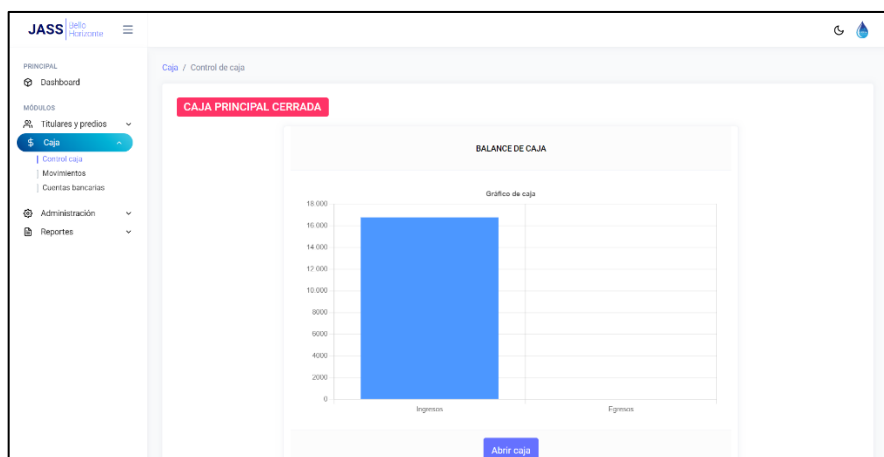 JASS Bello
Horizonte
PRINCIPAL
Dashboard
MÓDULOS
Titulares y predios
Caja
Control caja
Movimientos
Cuentas bancarias
Administración
Reportes
Caja / Control de caja
CAJA PRINCIPAL CERRADA
BALANCE DE CAJA
Gráfico de caja
18 000
16 000
14 000
12 000
10 000
8000
6000
4000
2000
0
Ingresos
Egresos
Abrir caja